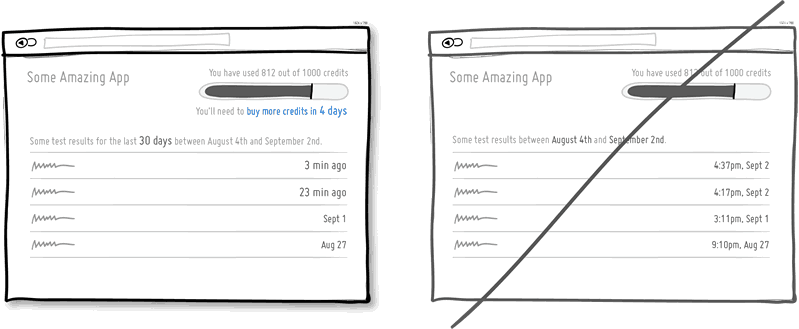 Some Amazing App
You have used 812 out of 1000 credits
You'll need to buy more credits in 4 days
Some test results for the last 30 days between August 4th and September 2nd.
3 min ago
23 min ago
Sept 1
Aug 27
Some Amazing App
You have used 812 out of 1000 credits
Some test results between August 4th and September 2nd.
4:37pm, Sept 2
4:17pm, Sept 2
3:11pm, Sept 1
9:10pm, Aug 27